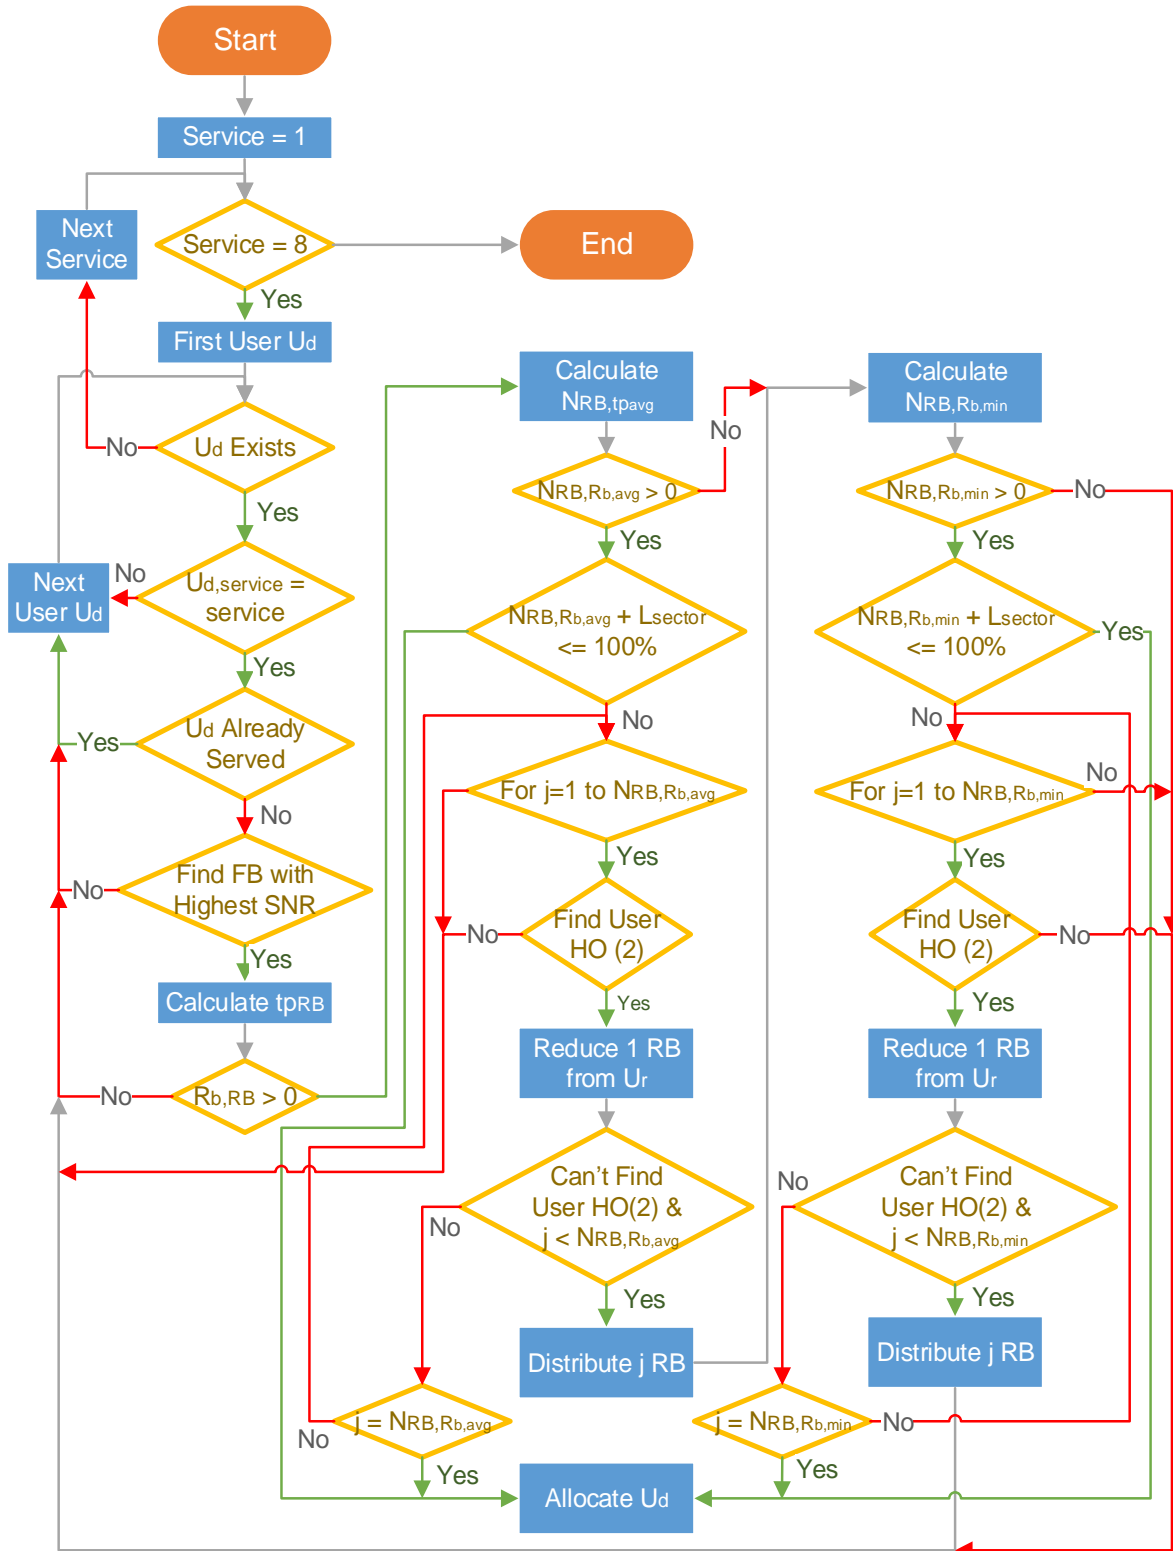 Start
Service = 1
Next
Service
Service = 8
End
Yes
First User Ud
Ud Exists
No
Yes
Next
User Ud
No
Ud,service =
service
Yes
Ud Already
Served
Yes
No
Find FB with
Highest SNR
No
Yes
Calculate tpRB
Rb,RB > 0
No
Calculate
NRB,tpavg
No
NRB,Rb,avg > 0
Yes
NRB,Rb,avg + Lsector
<= 100%
No
For j=1 to NRB,Rb,avg
Yes
Find User
HO (2)
No
Yes
Reduce 1 RB
from Ur
Can't Find
User HO(2) &
j < NRB,Rb,avg
No
Yes
Distribute j RB
j = NRB,Rb,avg
No
Yes
Allocate Ud
Calculate
NRB,Rb,min
NRB,Rb,min > 0
No
Yes
NRB,Rb,min + Lsector
<= 100%
Yes
No
For j=1 to NRB,Rb,min
No
Yes
Find User
HO (2)
No
Yes
Reduce 1 RB
from Ur
Can't Find
User HO(2) &
j < NRB,Rb,min
No
Yes
Distribute j RB
j = NRB,Rb,min
No
Yes